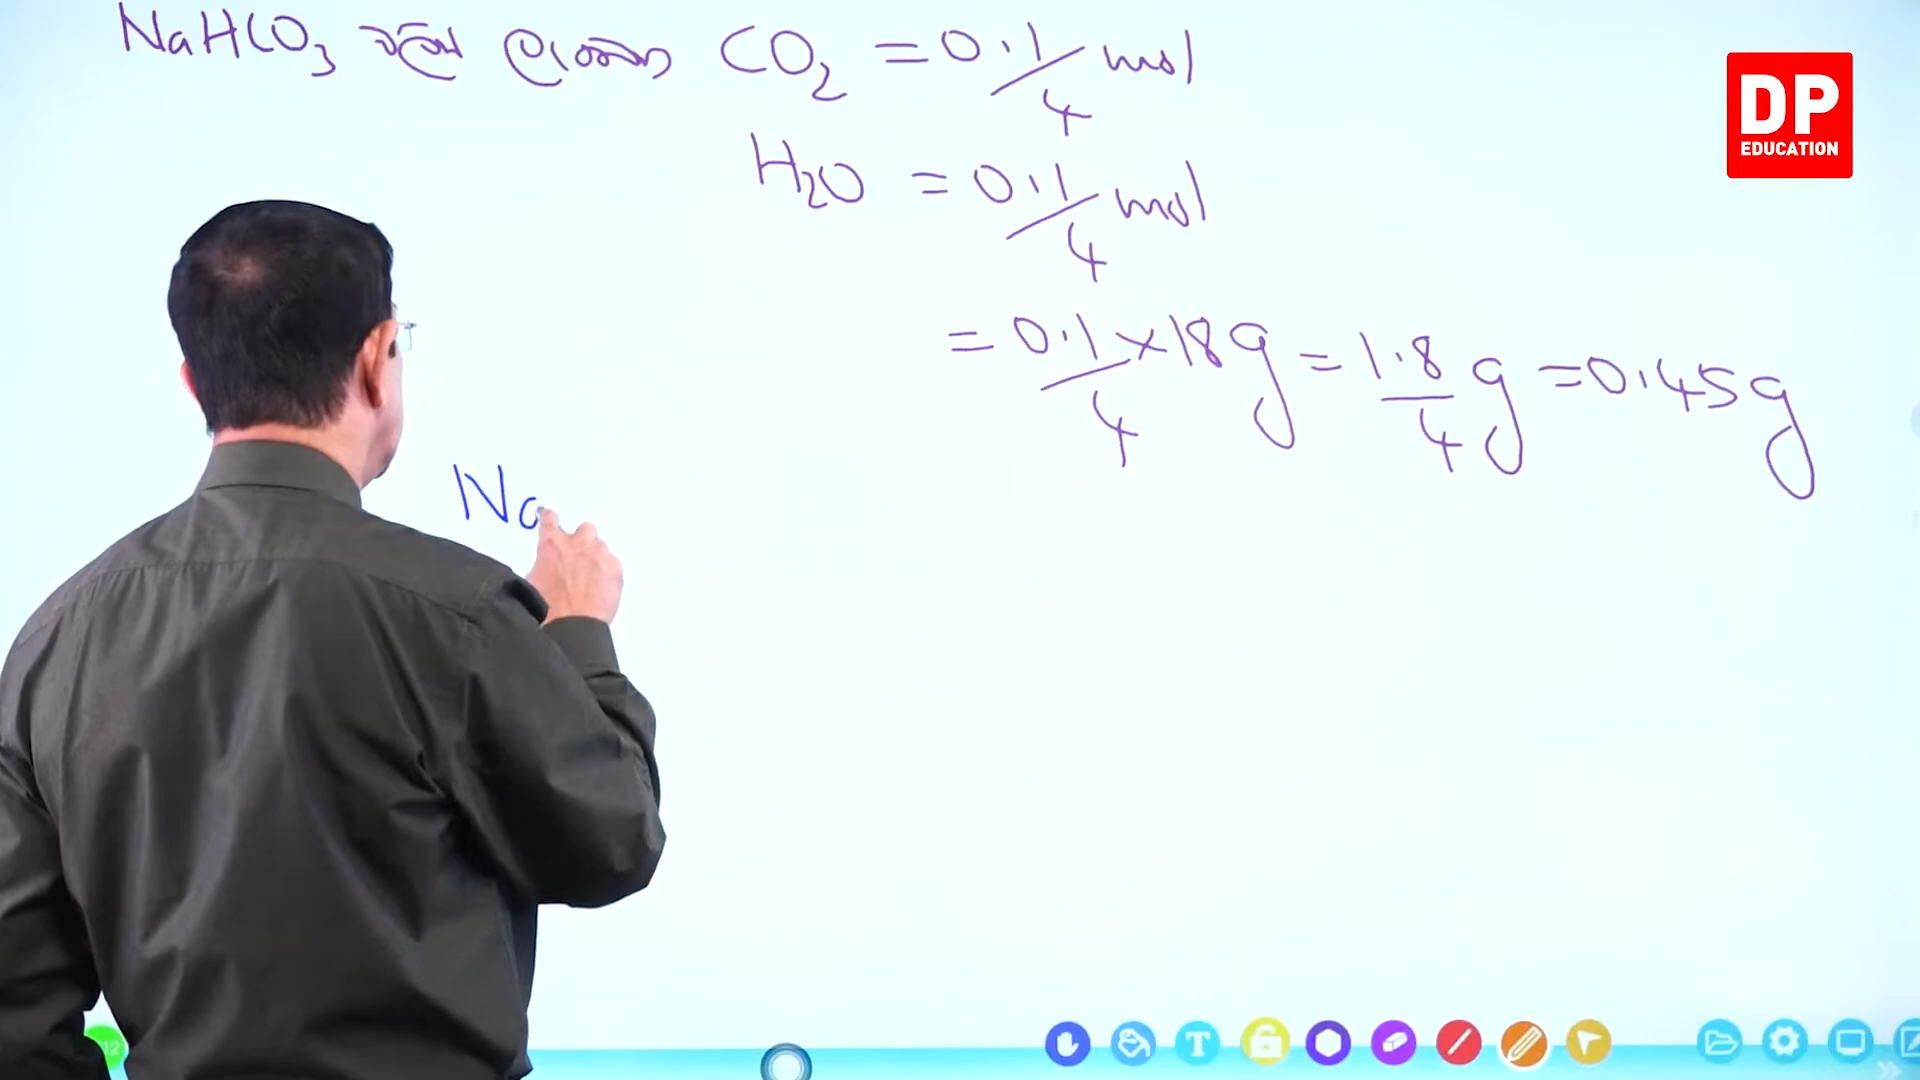 NaHCO₃ වලින් ලැබෙන CO₂ = 0.1/4 mol
H₂O = 0.1/4 mol
= 0.1/4 × 18 g = 1.8/4 g = 0.45 g
Na
DP
EDUCATION
T